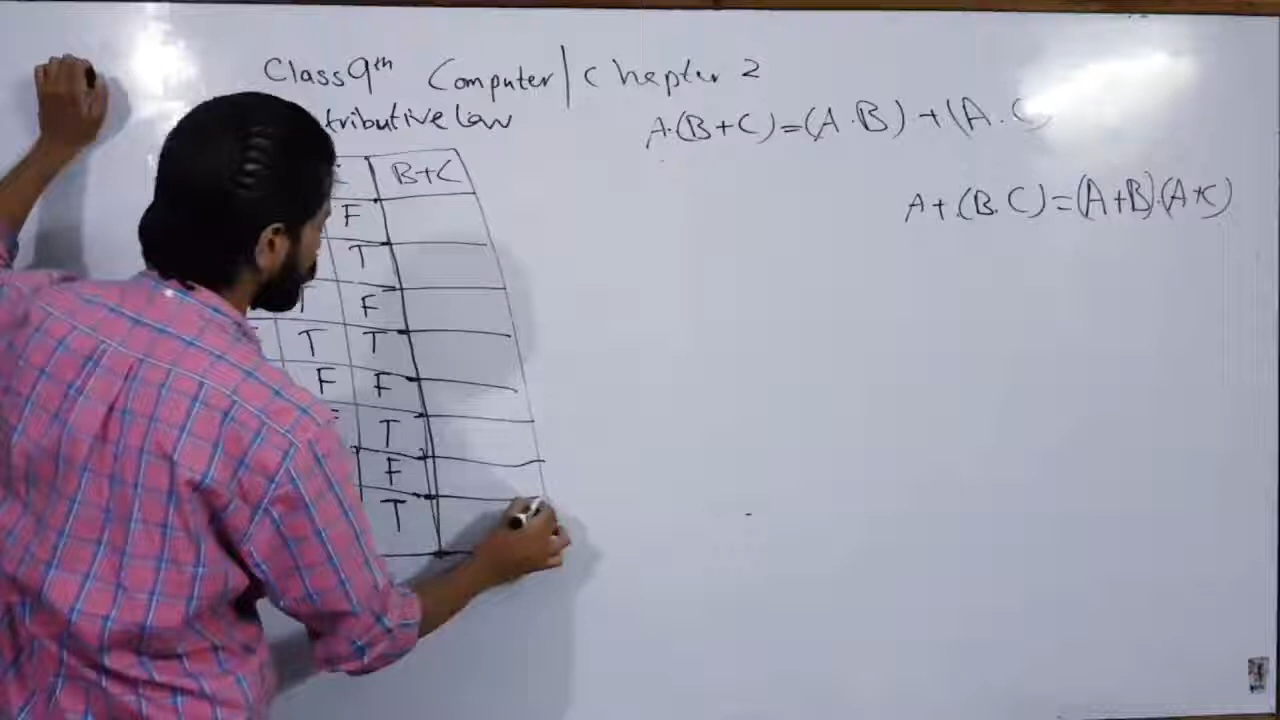 Class 9th Computer | Chepter 2
tributive law
A.(B+C)=(A.B)+(A.C
A+(B.C)=(A+B).(A+C)
B+C
F
T
F
T T
F F
T
F
T